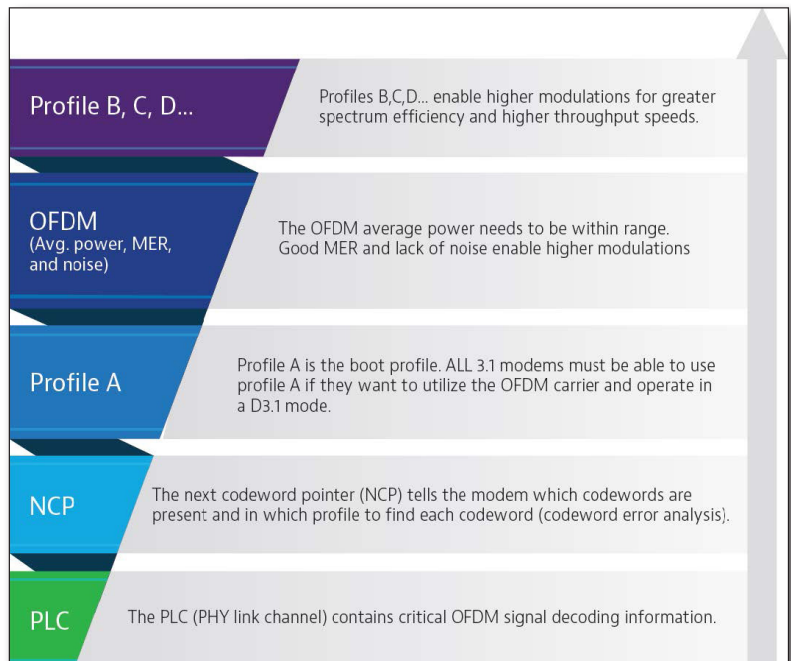 Profile B, C, D...
Profiles B,C,D... enable higher modulations for greater
spectrum efficiency and higher throughput speeds.
OFDM
(Avg. power, MER,
and noise)
The OFDM average power needs to be within range.
Good MER and lack of noise enable higher modulations
Profile A
Profile A is the boot profile. ALL 3.1 modems must be able to use
profile A if they want to utilize the OFDM carrier and operate in
a D3.1 mode.
NCP
The next codeword pointer (NCP) tells the modem which codewords are
present and in which profile to find each codeword (codeword error analysis).
PLC
The PLC (PHY link channel) contains critical OFDM signal decoding information.